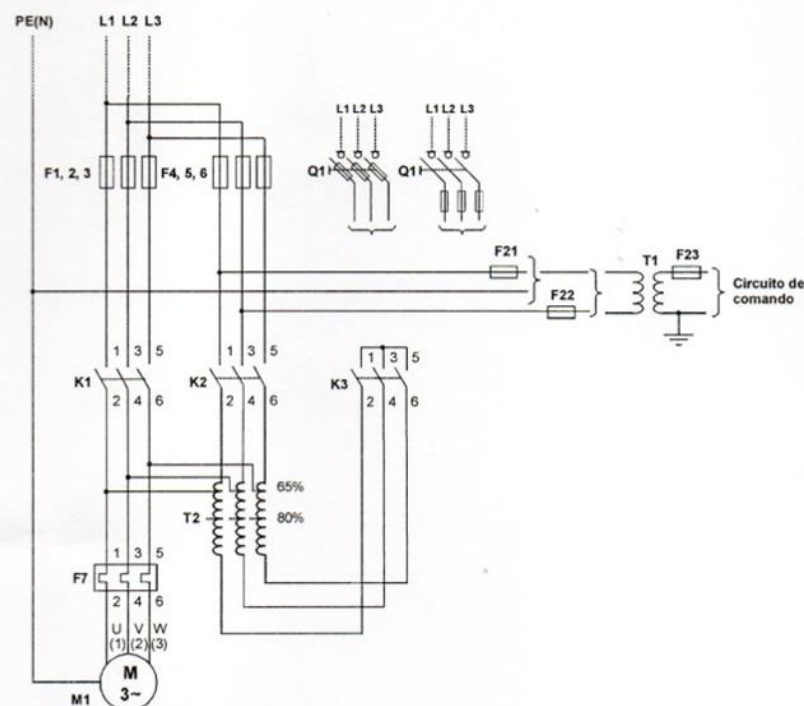 PE(N) L1 L2 L3
L1 L2 L3 L1 L2 L3
F1, 2, 3 F4, 5, 6 Q1 Q1
F21 T1 F23
F22 Circuito de
comando
1 3 5 1 3 5 1 3 5
K1 K2 K3
2 4 6 2 4 6 2 4 6
65%
T2 80%
1 3 5
F7
2 4 6
U V W
(1) (2) (3)
M
3~
M1